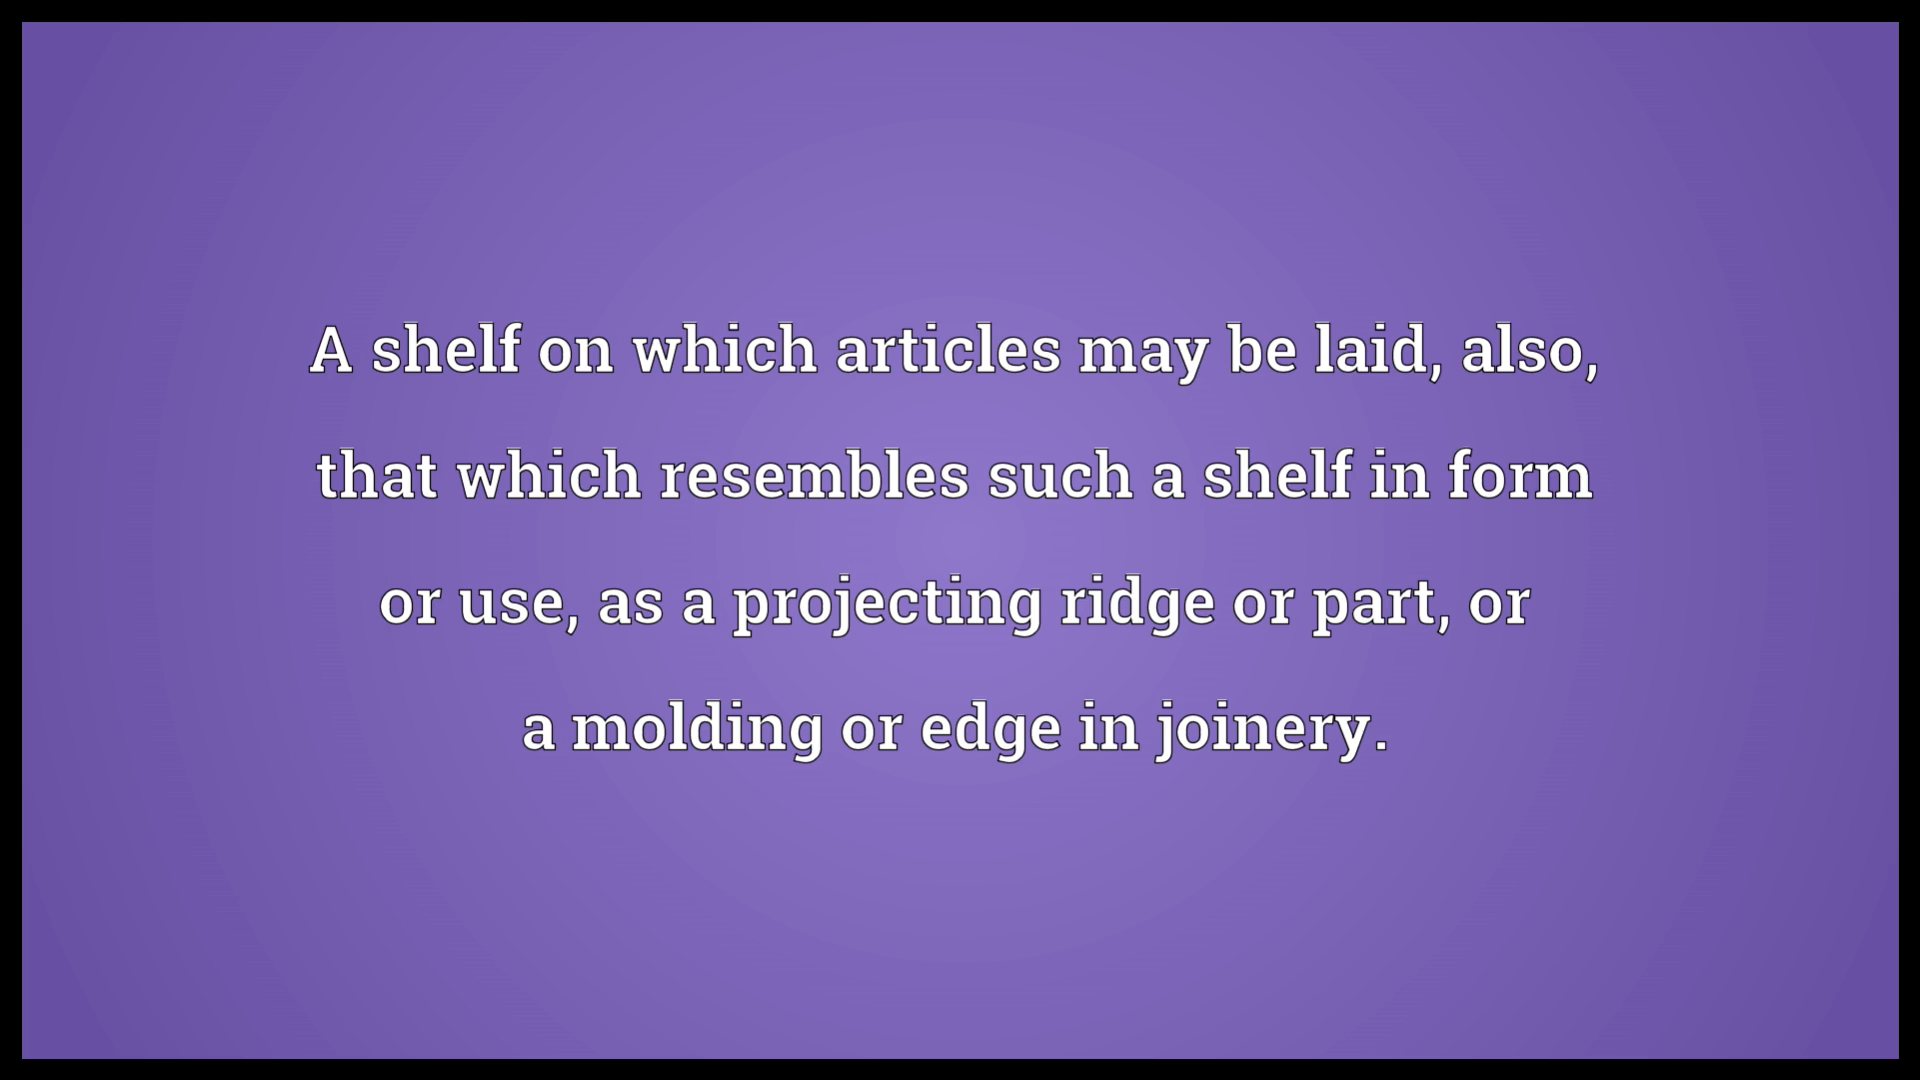 A shelf on which articles may be laid, also,
that which resembles such a shelf in form
or use, as a projecting ridge or part, or
a molding or edge in joinery.